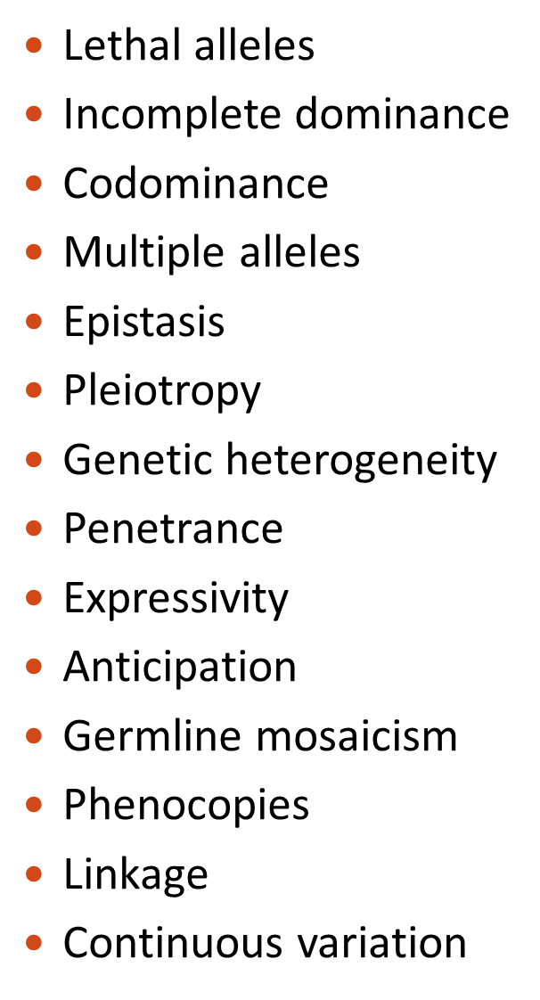 • Lethal alleles
• Incomplete dominance
• Codominance
• Multiple alleles
• Epistasis
• Pleiotropy
• Genetic heterogeneity
• Penetrance
• Expressivity
• Anticipation
• Germline mosaicism
• Phenocopies
• Linkage
• Continuous variation